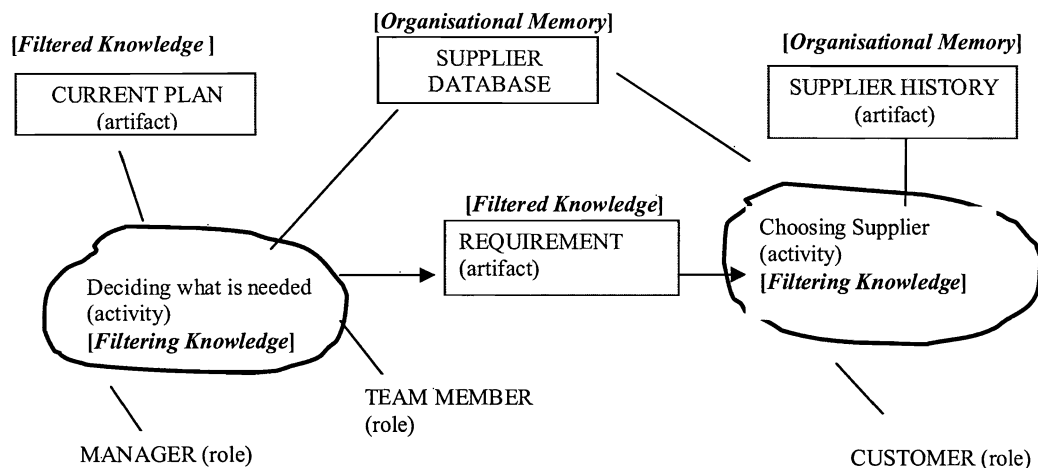 [Organisational Memory]
SUPPLIER
DATABASE
[Filtered Knowledge ]
CURRENT PLAN
(artifact)
[Organisational Memory]
SUPPLIER HISTORY
(artifact)
[Filtered Knowledge]
REQUIREMENT
(artifact)
Choosing Supplier
(activity)
[Filtering Knowledge]
Deciding what is needed
(activity)
[Filtering Knowledge]
TEAM MEMBER
(role)
MANAGER (role)
CUSTOMER (role)